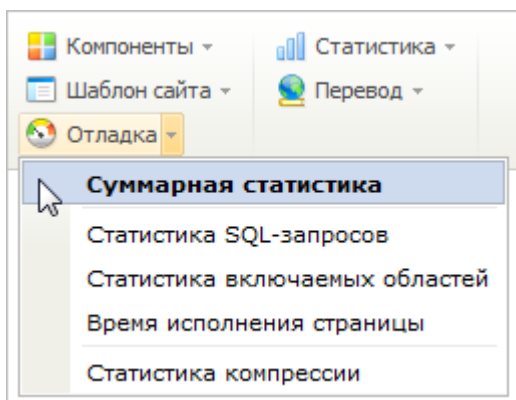 Компоненты
Статистика
Шаблон сайта
Перевод
Отладка
Суммарная статистика
Статистика SQL-запросов
Статистика включаемых областей
Время исполнения страницы
Статистика компрессии